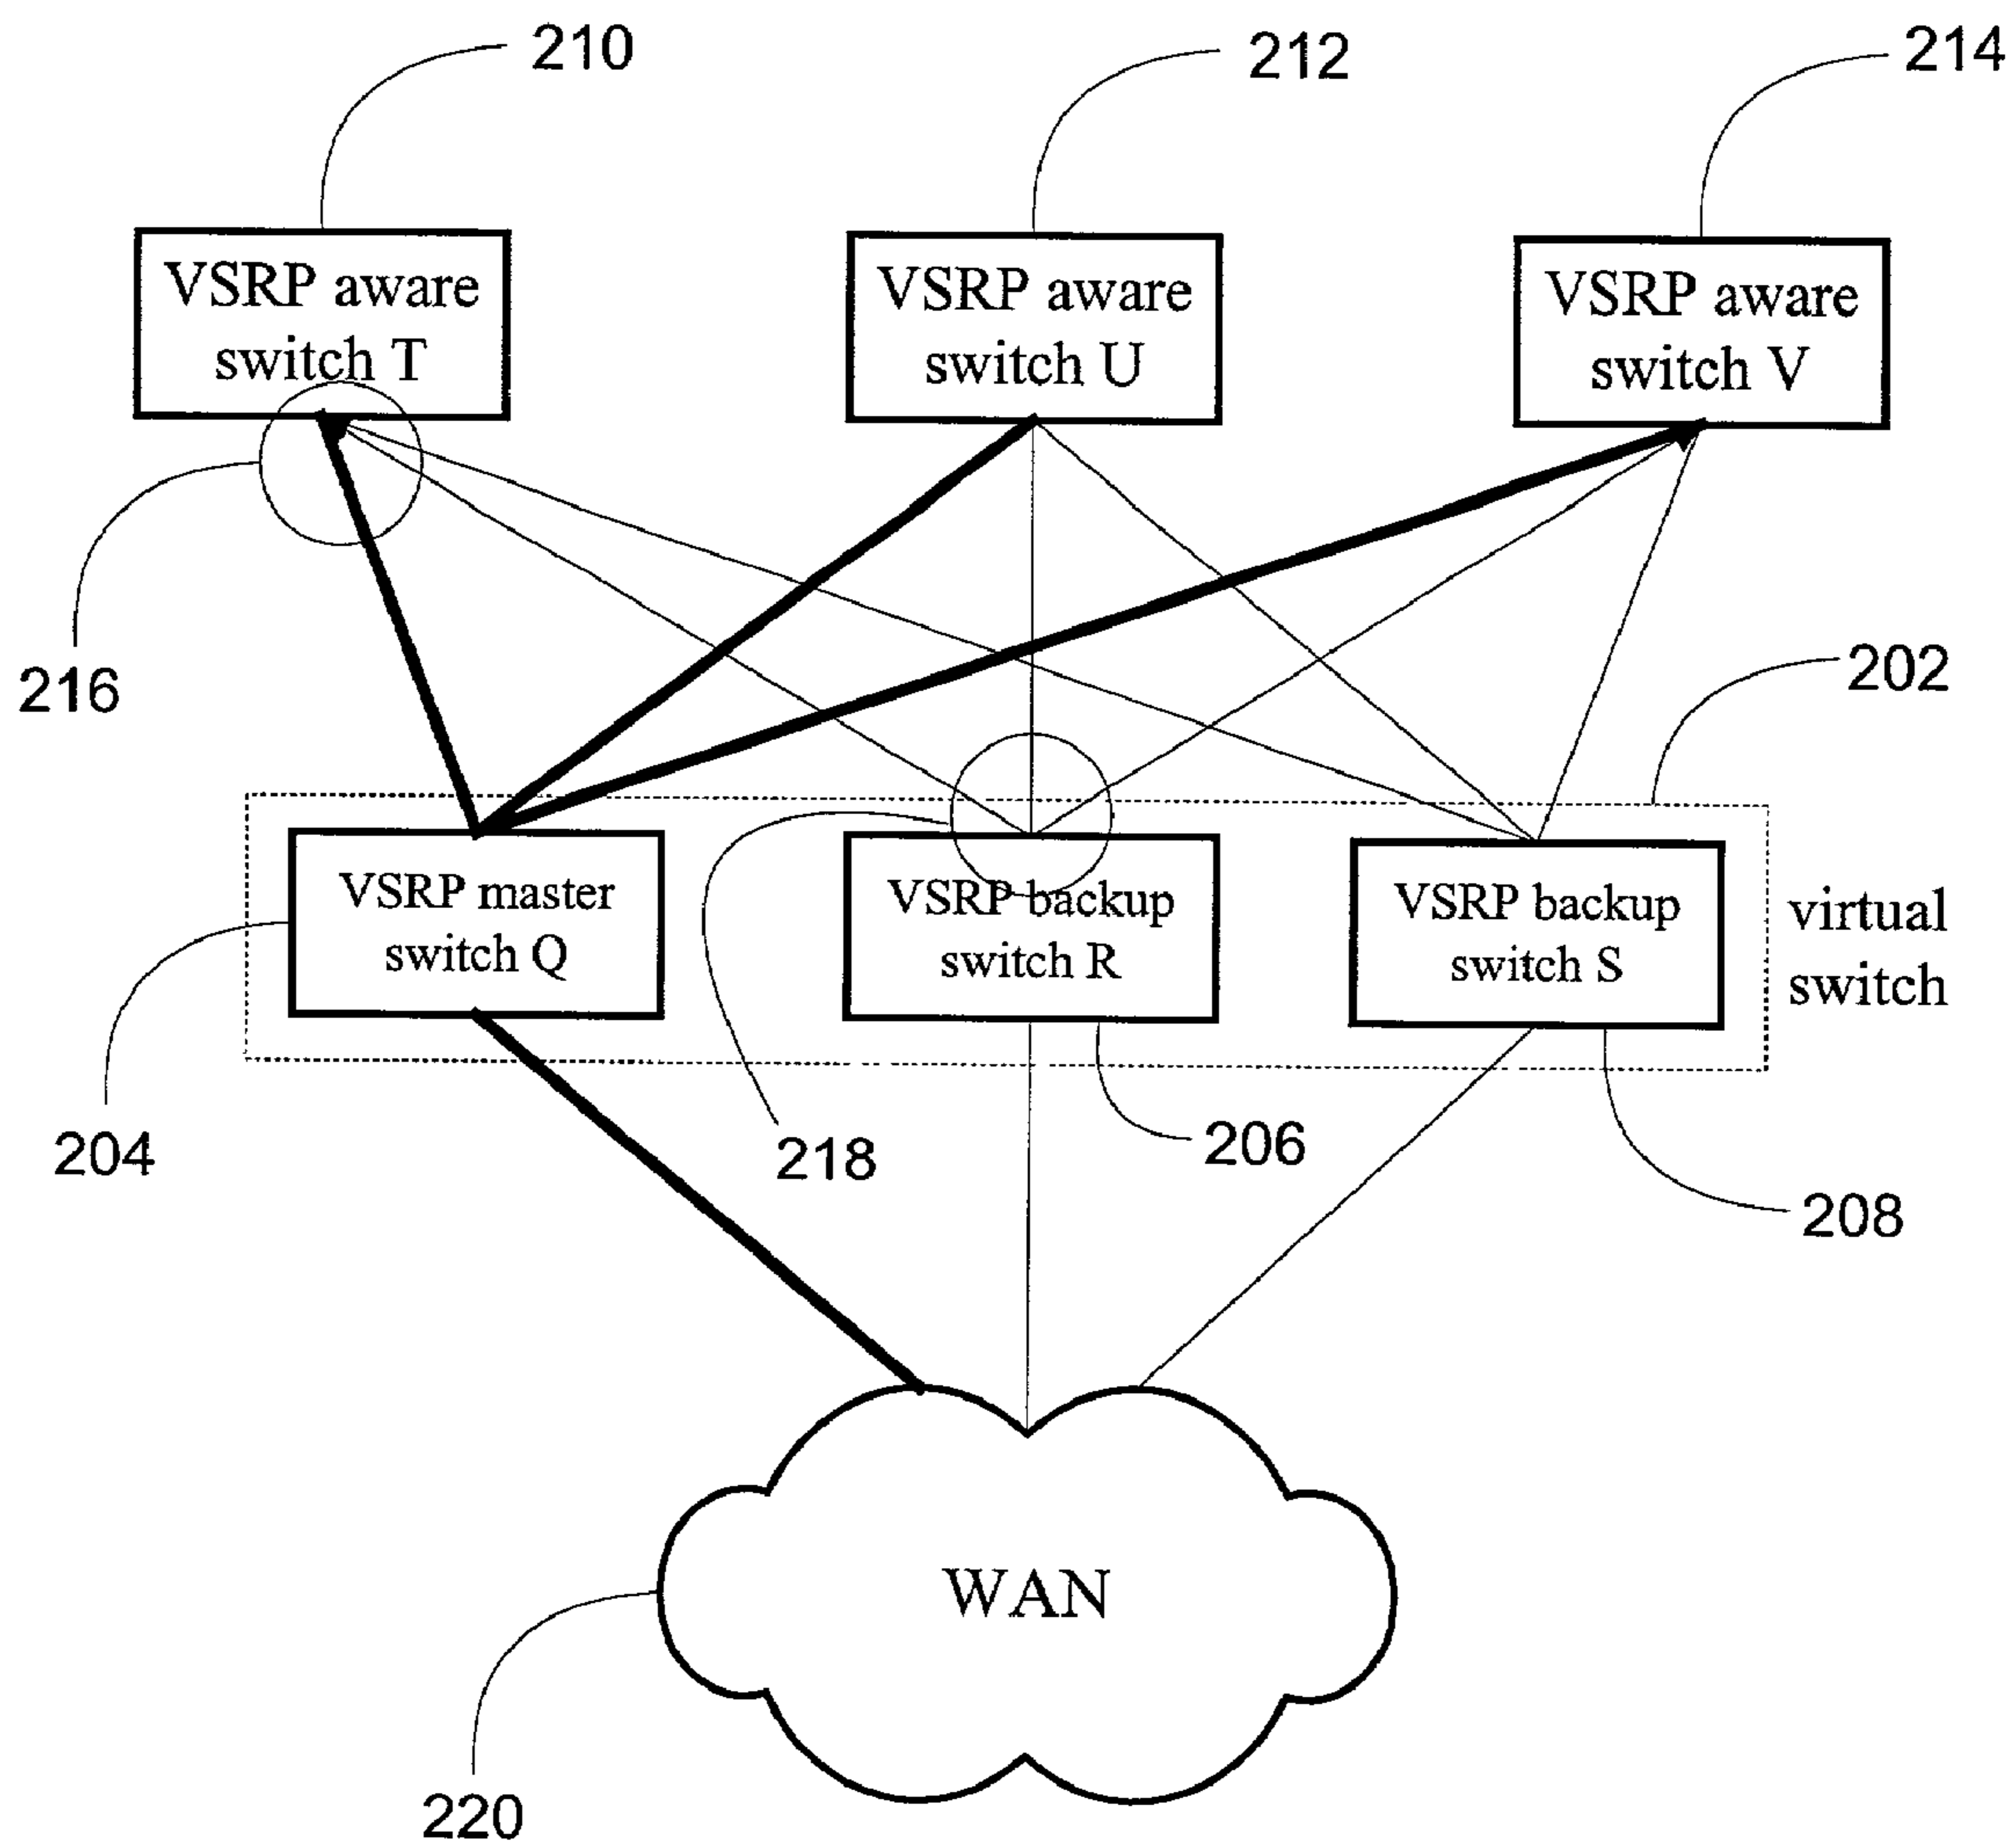 210
212
214
VSRP aware
switch T
VSRP aware
switch U
VSRP aware
switch V
216
202
VSRP master
switch Q
VSRP backup
switch R
VSRP backup
switch S
virtual
switch
204
218
206
208
WAN
220